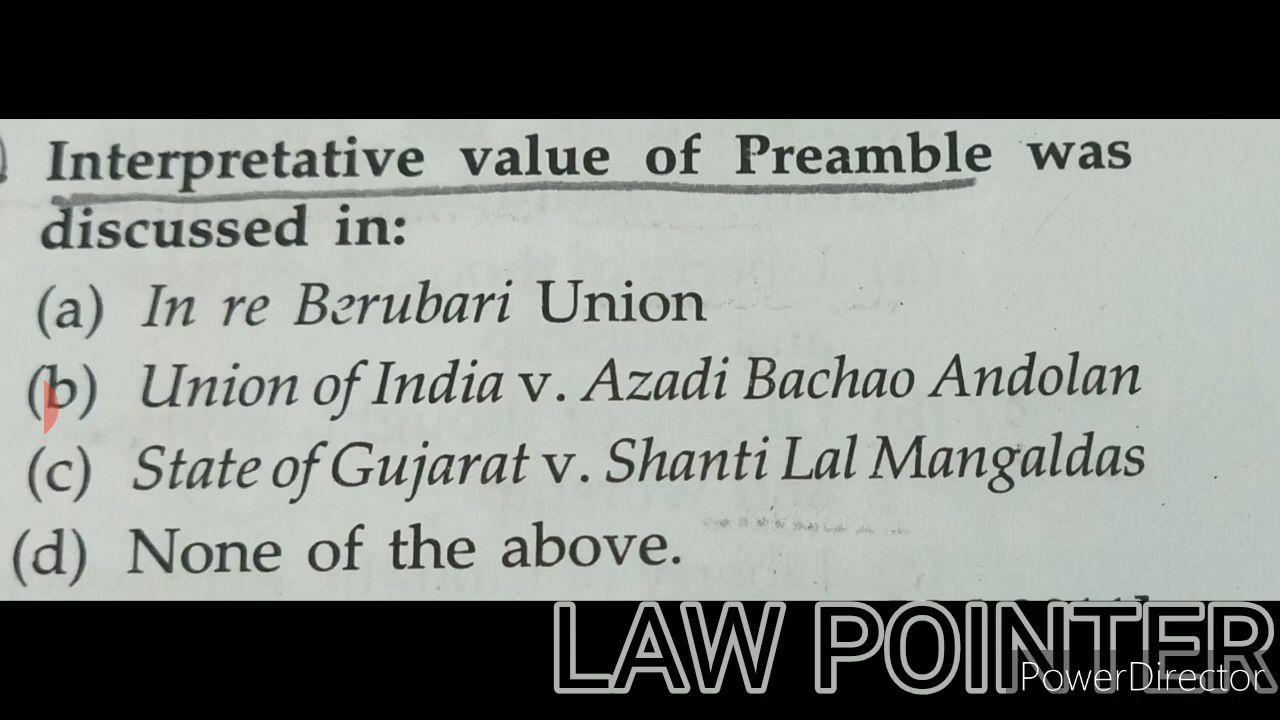 Interpretative value of Preamble was
discussed in:
(a) In re Berubari Union
(b) Union of India v. Azadi Bachao Andolan
(c) State of Gujarat v. Shanti Lal Mangaldas
(d) None of the above.
LAW POINTER
PowerDirector